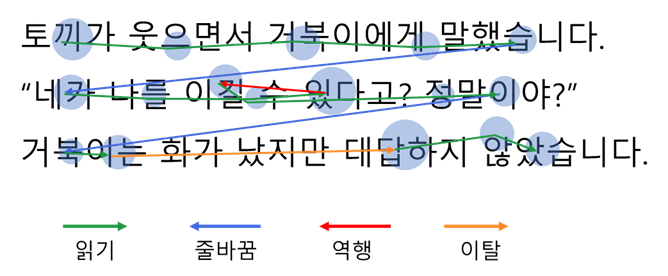 토끼가 웃으면서 거북이에게 말했습니다.
“네가 나를 이길 수 있다고? 정말이야?”
거북이는 화가 났지만 대답하지 않았습니다.
읽기 줄바꿈 역행 이탈